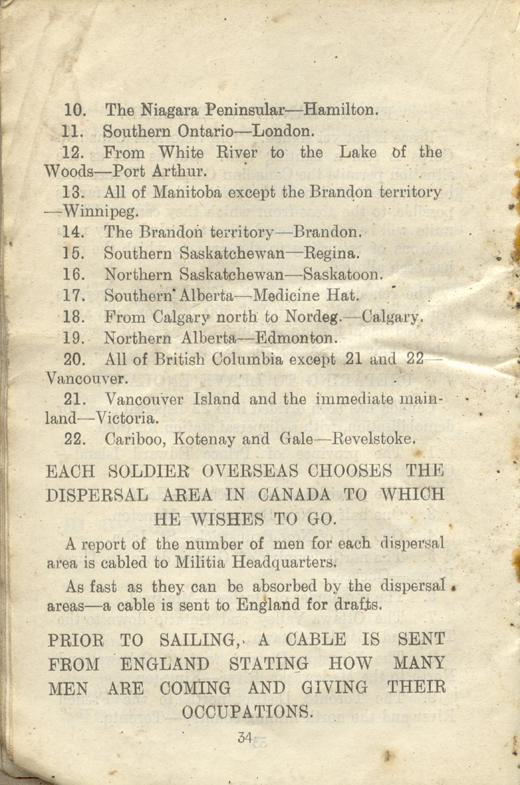 10. The Niagara Peninsular—Hamilton.
11. Southern Ontario—London.
12. From White River to the Lake of the
Woods—Port Arthur.
13. All of Manitoba except the Brandon territory
—Winnipeg.
14. The Brandon territory—Brandon.
15. Southern Saskatchewan—Regina.
16. Northern Saskatchewan—Saskatoon.
17. Southern Alberta—Medicine Hat.
18. From Calgary north to Nordeg.—Calgary.
19. Northern Alberta—Edmonton.
20. All of British Columbia except 21 and 22—
Vancouver.
21. Vancouver Island and the immediate main-
land—Victoria.
22. Cariboo, Kotenay and Gale—Revelstoke.
EACH SOLDIER OVERSEAS CHOOSES THE
DISPERSAL AREA IN CANADA TO WHICH
HE WISHES TO GO.
A report of the number of men for each dispersal
area is cabled to Militia Headquarters.
As fast as they can be absorbed by the dispersal
areas—a cable is sent to England for drafts.
PRIOR TO SAILING, A CABLE IS SENT
FROM ENGLAND STATING HOW MANY
MEN ARE COMING AND GIVING THEIR
OCCUPATIONS.
34